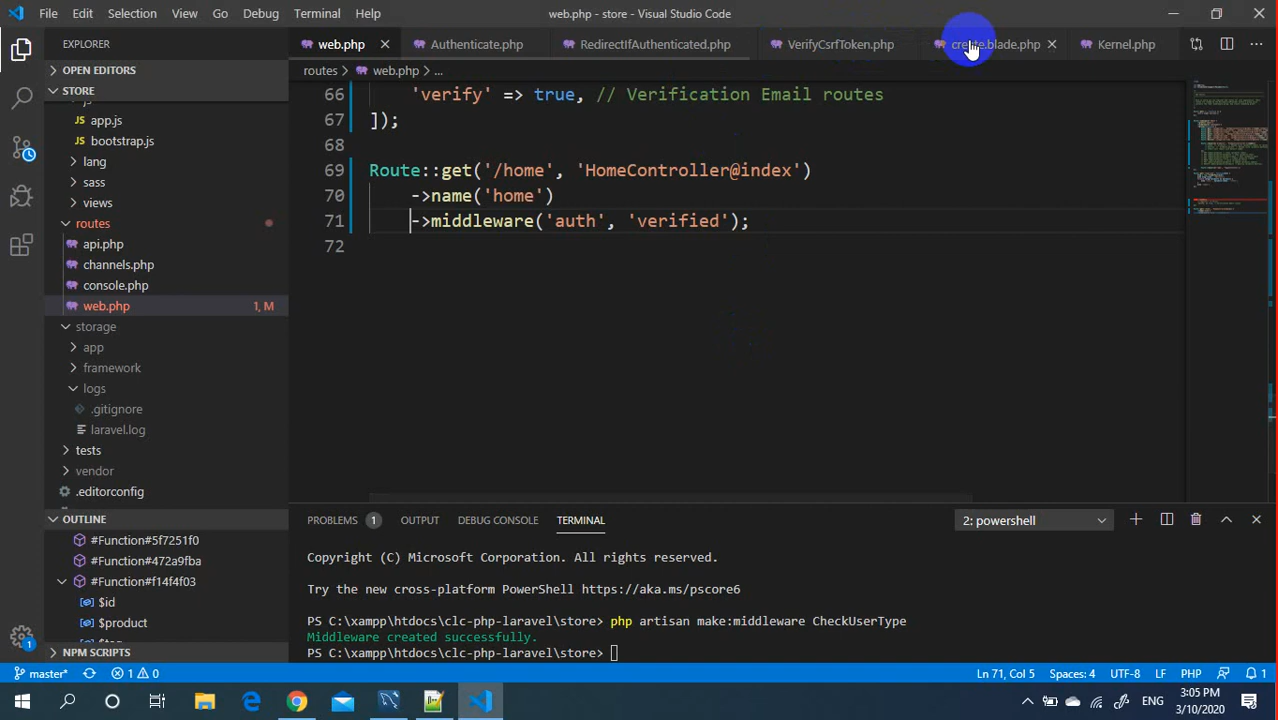 File Edit Selection View Go Debug Terminal Help web.php - store - Visual Studio Code
EXPLORER
web.php Authenticate.php RedirectIfAuthenticated.php VerifyCsrfToken.php create.blade.php Kernel.php
OPEN EDITORS
routes > web.php > ...
STORE
js
app.js
bootstrap.js
lang
sass
views
routes
api.php
channels.php
console.php
web.php 1, M
storage
app
framework
logs
.gitignore
laravel.log
tests
vendor
.editorconfig
66 'verify' => true, // Verification Email routes
67 ]);
68
69 Route::get('/home', 'HomeController@index')
70 ->name('home')
71 ->middleware('auth', 'verified');
72
OUTLINE
#Function#5f7251f0
#Function#472a9fba
#Function#f14f4f03
$id
$product
NPM SCRIPTS
PROBLEMS 1 OUTPUT DEBUG CONSOLE TERMINAL 2: powershell
Copyright (C) Microsoft Corporation. All rights reserved.
Try the new cross-platform PowerShell https://aka.ms/pscore6
PS C:\xampp\htdocs\clc-php-laravel\store> php artisan make:middleware CheckUserType
Middleware created successfully.
PS C:\xampp\htdocs\clc-php-laravel\store>
master* 1 0 Ln 71, Col 5 Spaces: 4 UTF-8 LF PHP 1
ENG 3:05 PM
3/10/2020